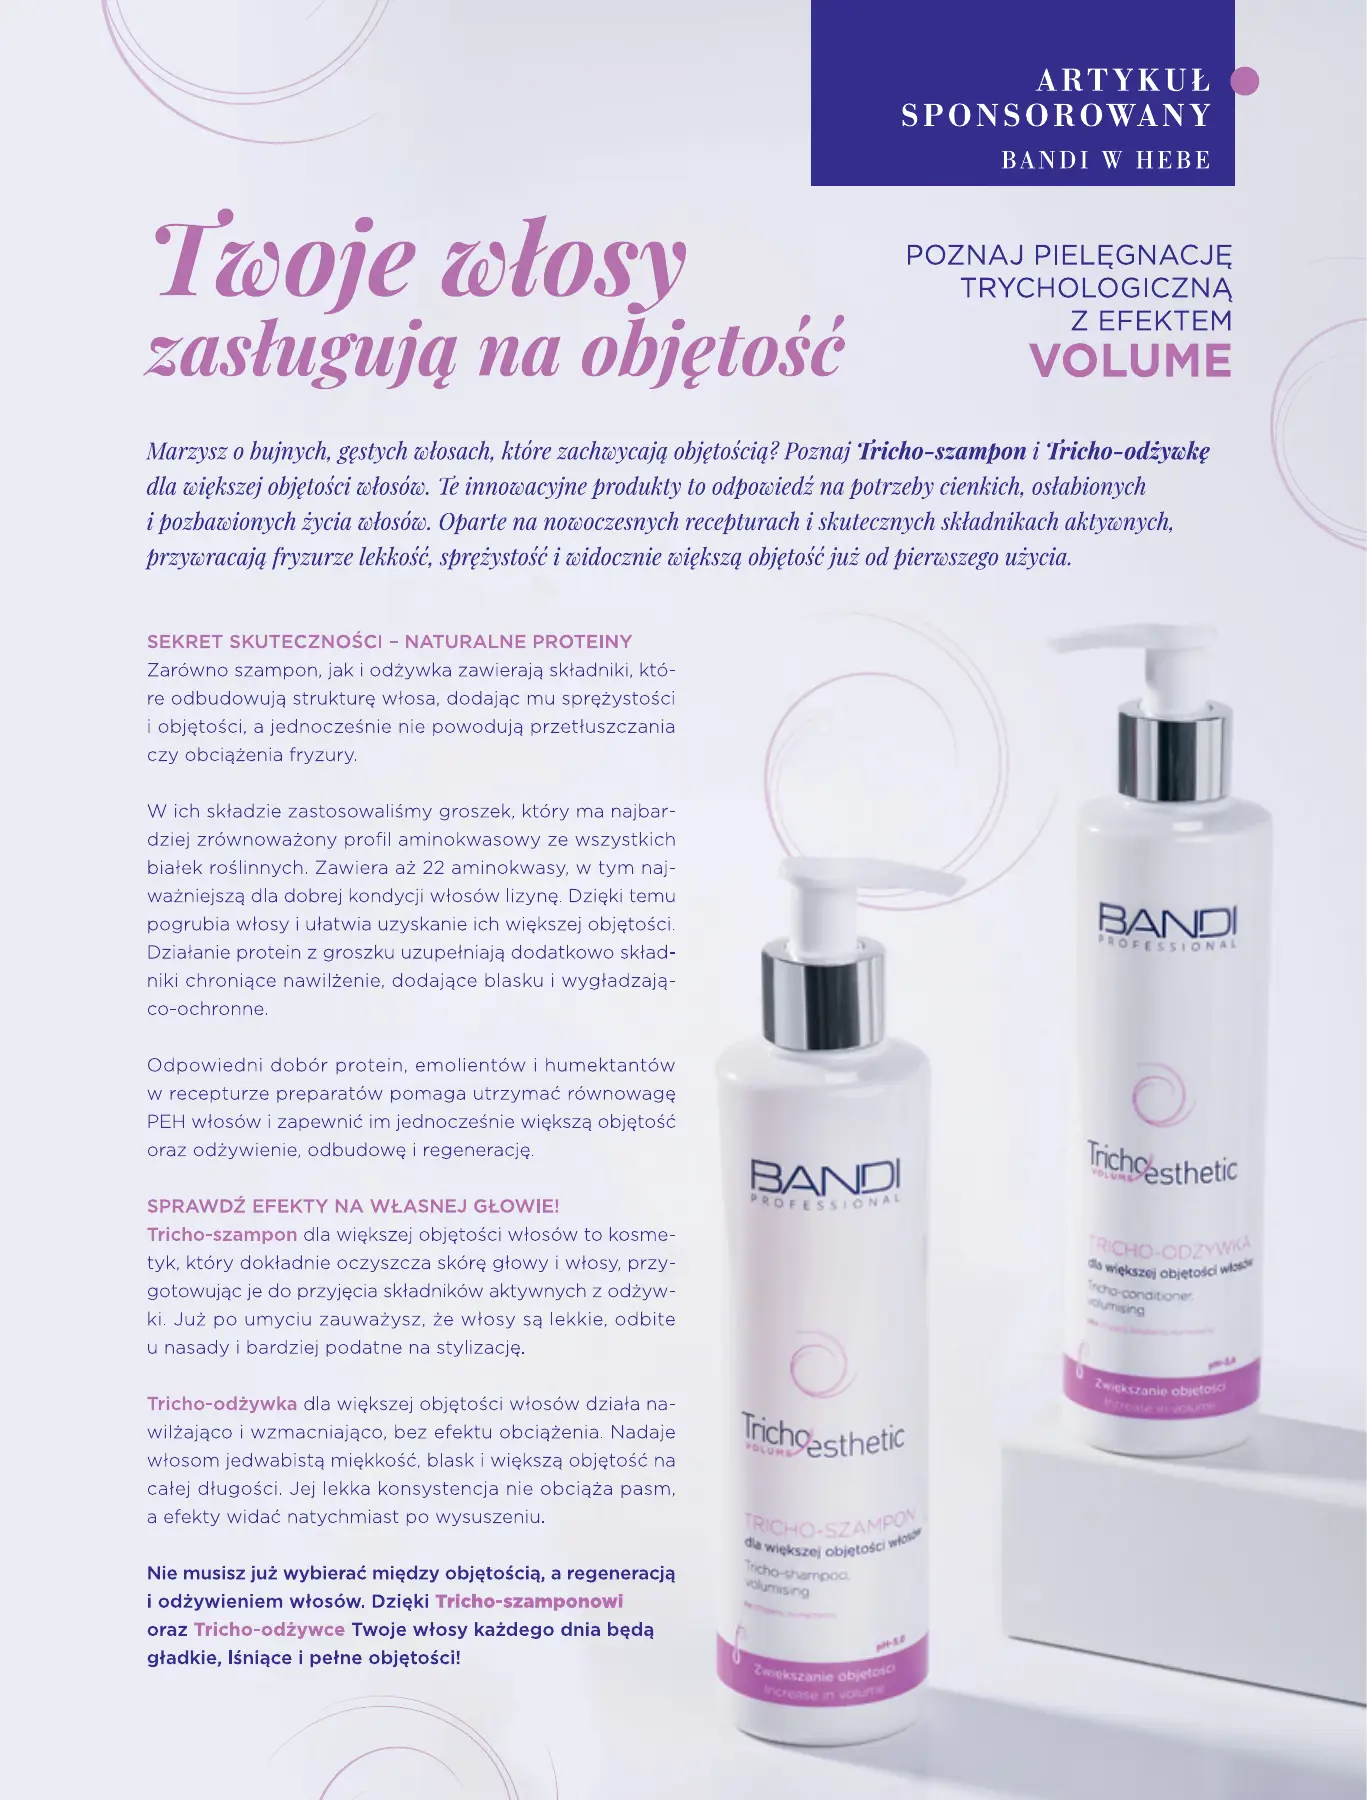 ARTYKUŁ
SPONSOROWANY
BANDI W HEBE
Twoje włosy
zasługują na objętość
POZNAJ PIELĘGNACJĘ
TRYCHOLOGICZNĄ
Z EFEKTEM
VOLUME
Marzysz o bujnych, gęstych włosach, które zachwycają objętością? Poznaj Tricho-szampon i Tricho-odżywkę
dla większej objętości włosów. Te innowacyjne produkty to odpowiedź na potrzeby cienkich, osłabionych
i pozbawionych życia włosów. Oparte na nowoczesnych recepturach i skutecznych składnikach aktywnych,
przywracają fryzurze lekkość, sprężystość i widocznie większą objętość już od pierwszego użycia.
SEKRET SKUTECZNOŚCI – NATURALNE PROTEINY
Zarówno szampon, jak i odżywka zawierają składniki, któ-
re odbudowują strukturę włosa, dodając mu sprężystości
i objętości, a jednocześnie nie powodują przetłuszczania
czy obciążenia fryzury.
W ich składzie zastosowaliśmy groszek, który ma najbar-
dziej zrównoważony profil aminokwasowy ze wszystkich
białek roślinnych. Zawiera aż 22 aminokwasy, w tym naj-
ważniejszą dla dobrej kondycji włosów lizynę. Dzięki temu
pogrubia włosy i ułatwia uzyskanie ich większej objętości.
Działanie protein z groszku uzupełniają dodatkowo skład-
niki chroniące nawilżenie, dodające blasku i wygładzają-
co-ochronne.
Odpowiedni dobór protein, emolientów i humektantów
w recepturze preparatów pomaga utrzymać równowagę
PEH włosów i zapewnić im jednocześnie większą objętość
oraz odżywienie, odbudowę i regenerację.
SPRAWDŹ EFEKTY NA WŁASNEJ GŁOWIE!
Tricho-szampon dla większej objętości włosów to kosme-
tyk, który dokładnie oczyszcza skórę głowy i włosy, przy-
gotowując je do przyjęcia składników aktywnych z odżyw-
ki. Już po umyciu zauważysz, że włosy są lekkie, odbite
u nasady i bardziej podatne na stylizację.
Tricho-odżywka dla większej objętości włosów działa na-
wilżająco i wzmacniająco, bez efektu obciążenia. Nadaje
włosom jedwabistą miękkość, blask i większą objętość na
całej długości. Jej lekka konsystencja nie obciąża pasm,
a efekty widać natychmiast po wysuszeniu.
Nie musisz już wybierać między objętością, a regeneracją
i odżywieniem włosów. Dzięki Tricho-szamponowi
oraz Tricho-odżywce Twoje włosy każdego dnia będą
gładkie, lśniące i pełne objętości!
BANDI
PROFESSIONAL
Tricho esthetic
VOLUME
TRICHO-SZAMPON
dla większej objętości włosów
Tricho-shampoo,
volumising
pH-5,0
Zwiększanie objętości
Increase in volume
BANDI
PROFESSIONAL
Tricho esthetic
VOLUME
TRICHO-ODŻYWKA
dla większej objętości włosów
Tricho-conditioner,
volumising
Zwiększanie objętości
Increase in volume